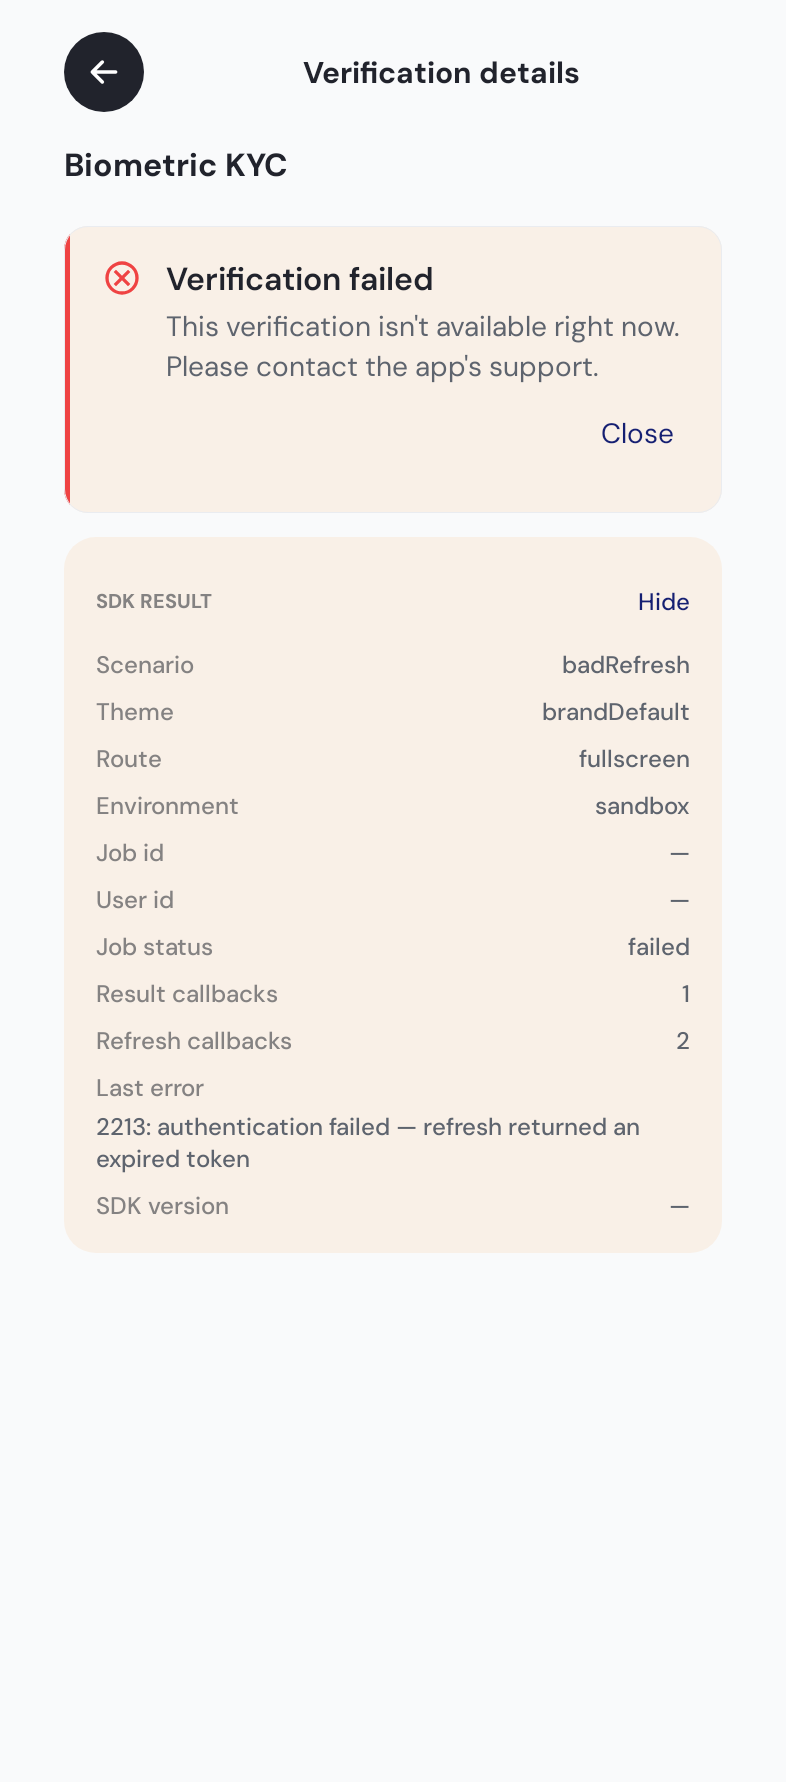 Verification details
Biometric KYC
Verification failed
This verification isn't available right now.
Please contact the app's support.
Close
SDK RESULT Hide
Scenario badRefresh
Theme brandDefault
Route fullscreen
Environment sandbox
Job id —
User id —
Job status failed
Result callbacks 1
Refresh callbacks 2
Last error
2213: authentication failed — refresh returned an
expired token
SDK version —